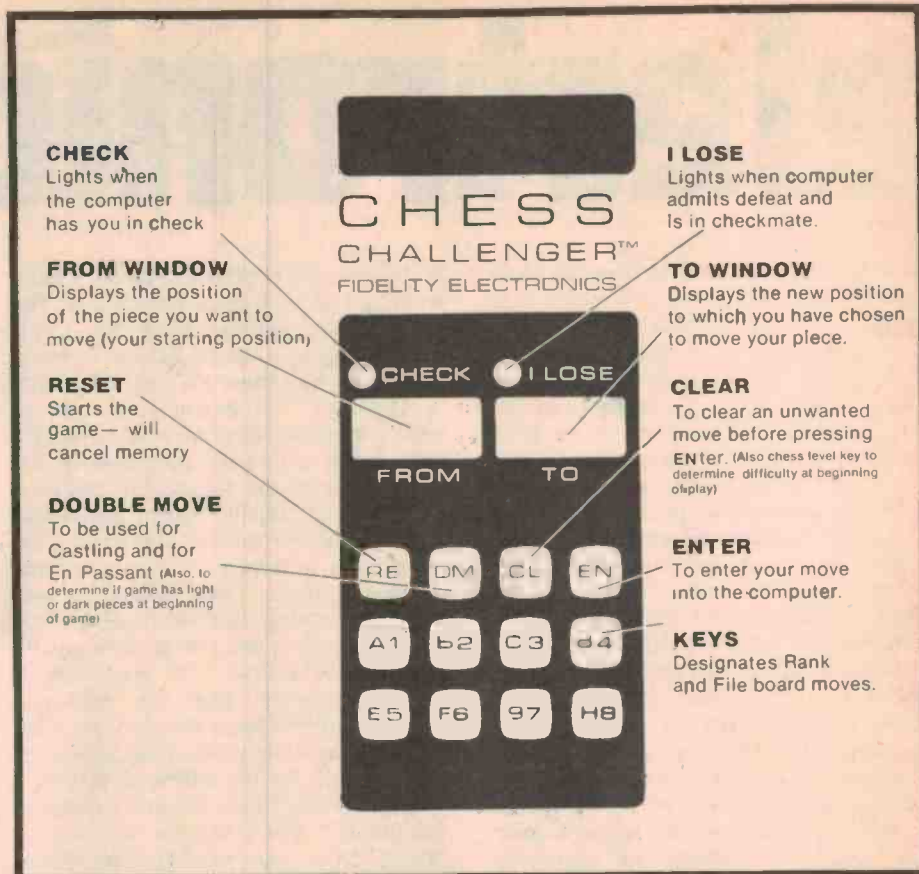 CHECK
Lights when
the computer
has you in check
FROM WINDOW
Displays the position
of the piece you want to
move (your starting position)
RESET
Starts the
game— will
cancel memory
DOUBLE MOVE
To be used for
Castling and for
En Passant (Also, to
determine if game has light
or dark pieces at beginning
of game)
CHESS
CHALLENGER™
FIDELITY ELECTRONICS
CHECK I LOSE
FROM TO
RE DM CL EN
A1 b2 C3 d4
E5 F6 97 H8
I LOSE
Lights when computer
admits defeat and
is in checkmate.
TO WINDOW
Displays the new position
to which you have chosen
to move your piece.
CLEAR
To clear an unwanted
move before pressing
ENter. (Also chess level key to
determine difficulty at beginning
of play)
ENTER
To enter your move
into the computer.
KEYS
Designates Rank
and File board moves.